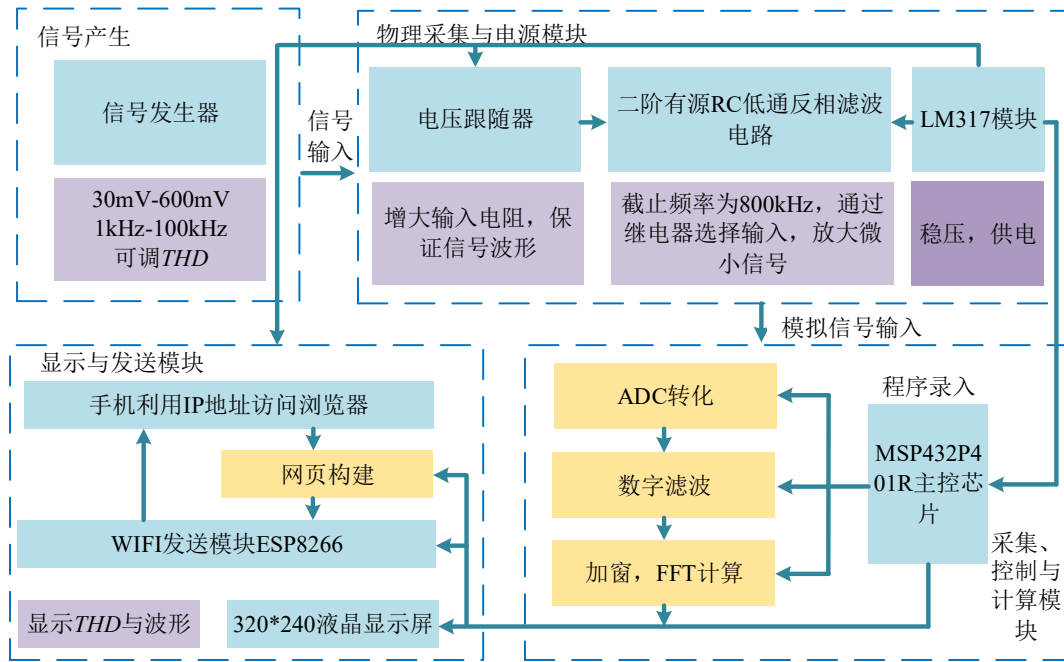 信号产生
信号发生器
30mV-600mV
1kHz-100kHz
可调THD
信号
输入
物理采集与电源模块
电压跟随器
二阶有源RC低通反相滤波
电路
LM317模块
增大输入电阻，保
证信号波形
截止频率为800kHz，通过
继电器选择输入，放大微
小信号
稳压，供电
模拟信号输入
显示与发送模块
手机利用IP地址访问浏览器
网页构建
WIFI发送模块ESP8266
显示THD与波形
320*240液晶显示屏
ADC转化
数字滤波
加窗，FFT计算
程序录入
MSP432P4
01R主控芯
片
采集、
控制与
计算模
块